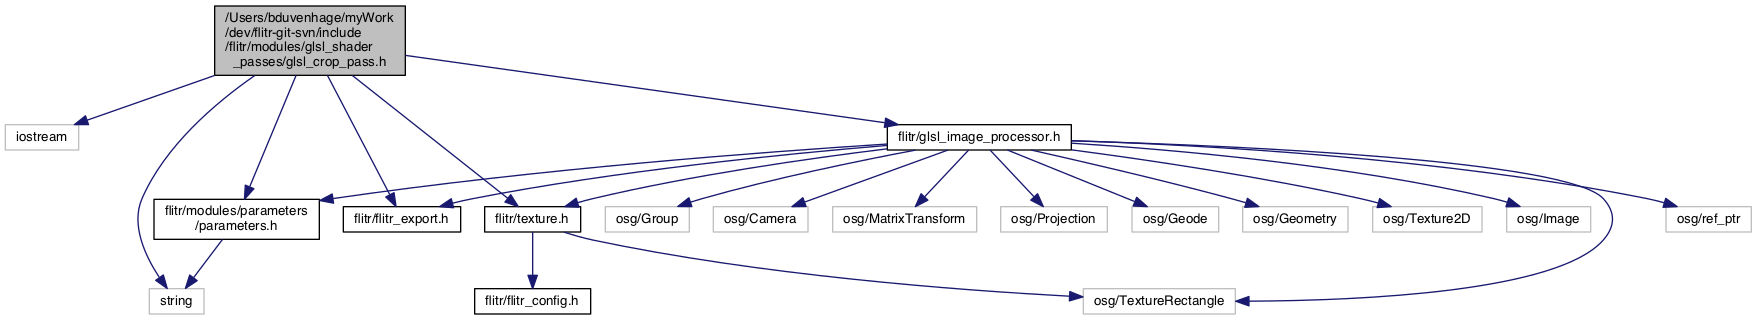 /Users/bduvenhage/myWork
/dev/flitr-git-svn/include
/flitr/modules/glsl_shader
_passes/glsl_crop_pass.h
iostream
flitr/glsl_image_processor.h
flitr/modules/parameters
/parameters.h
flitr/flitr_export.h
flitr/texture.h
osg/Group
osg/Camera
osg/MatrixTransform
osg/Projection
osg/Geode
osg/Geometry
osg/Texture2D
osg/Image
osg/ref_ptr
string
flitr/flitr_config.h
osg/TextureRectangle